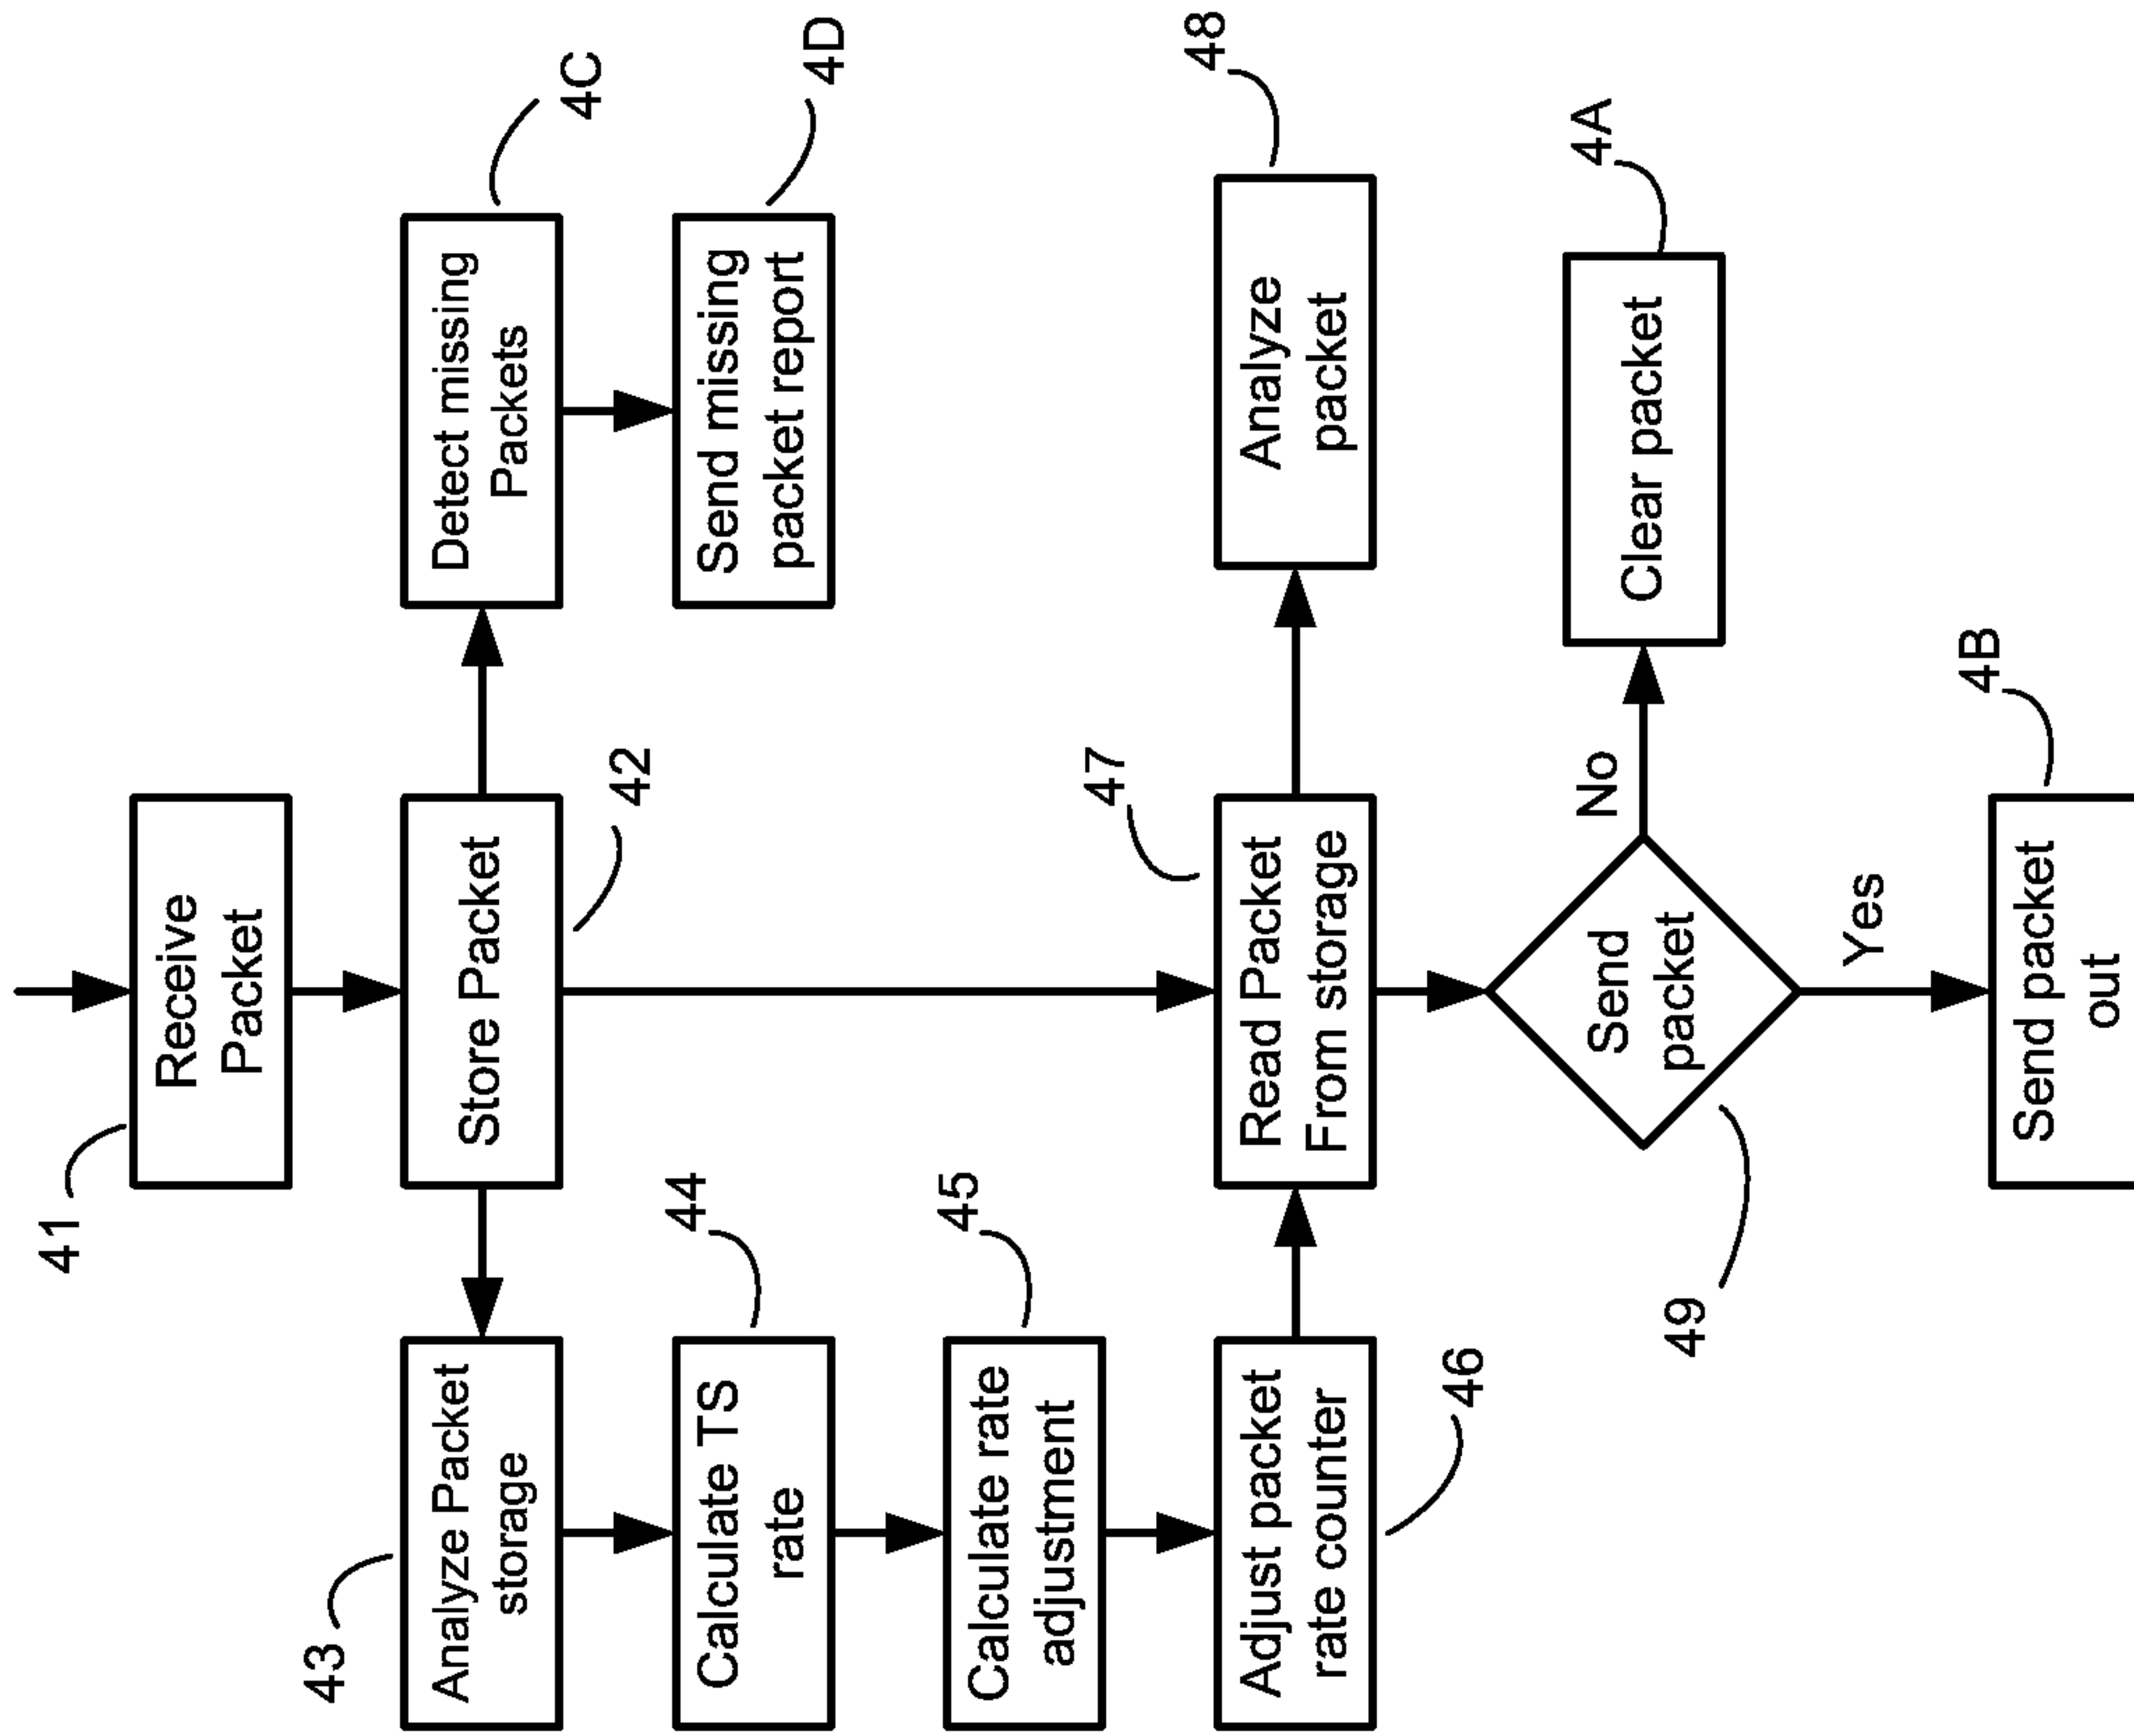 41
Receive
Packet
Store Packet
42
Detect missing
Packets
4C
Send missing
packet report
4D
43
Analyze Packet
storage
Calculate TS
rate
44
Calculate rate
adjustment
45
Adjust packet
rate counter
46
47
Read Packet
From storage
Analyze
packet
48
Send
packet
49
No
Clear packet
4A
Yes
Send packet
out
4B